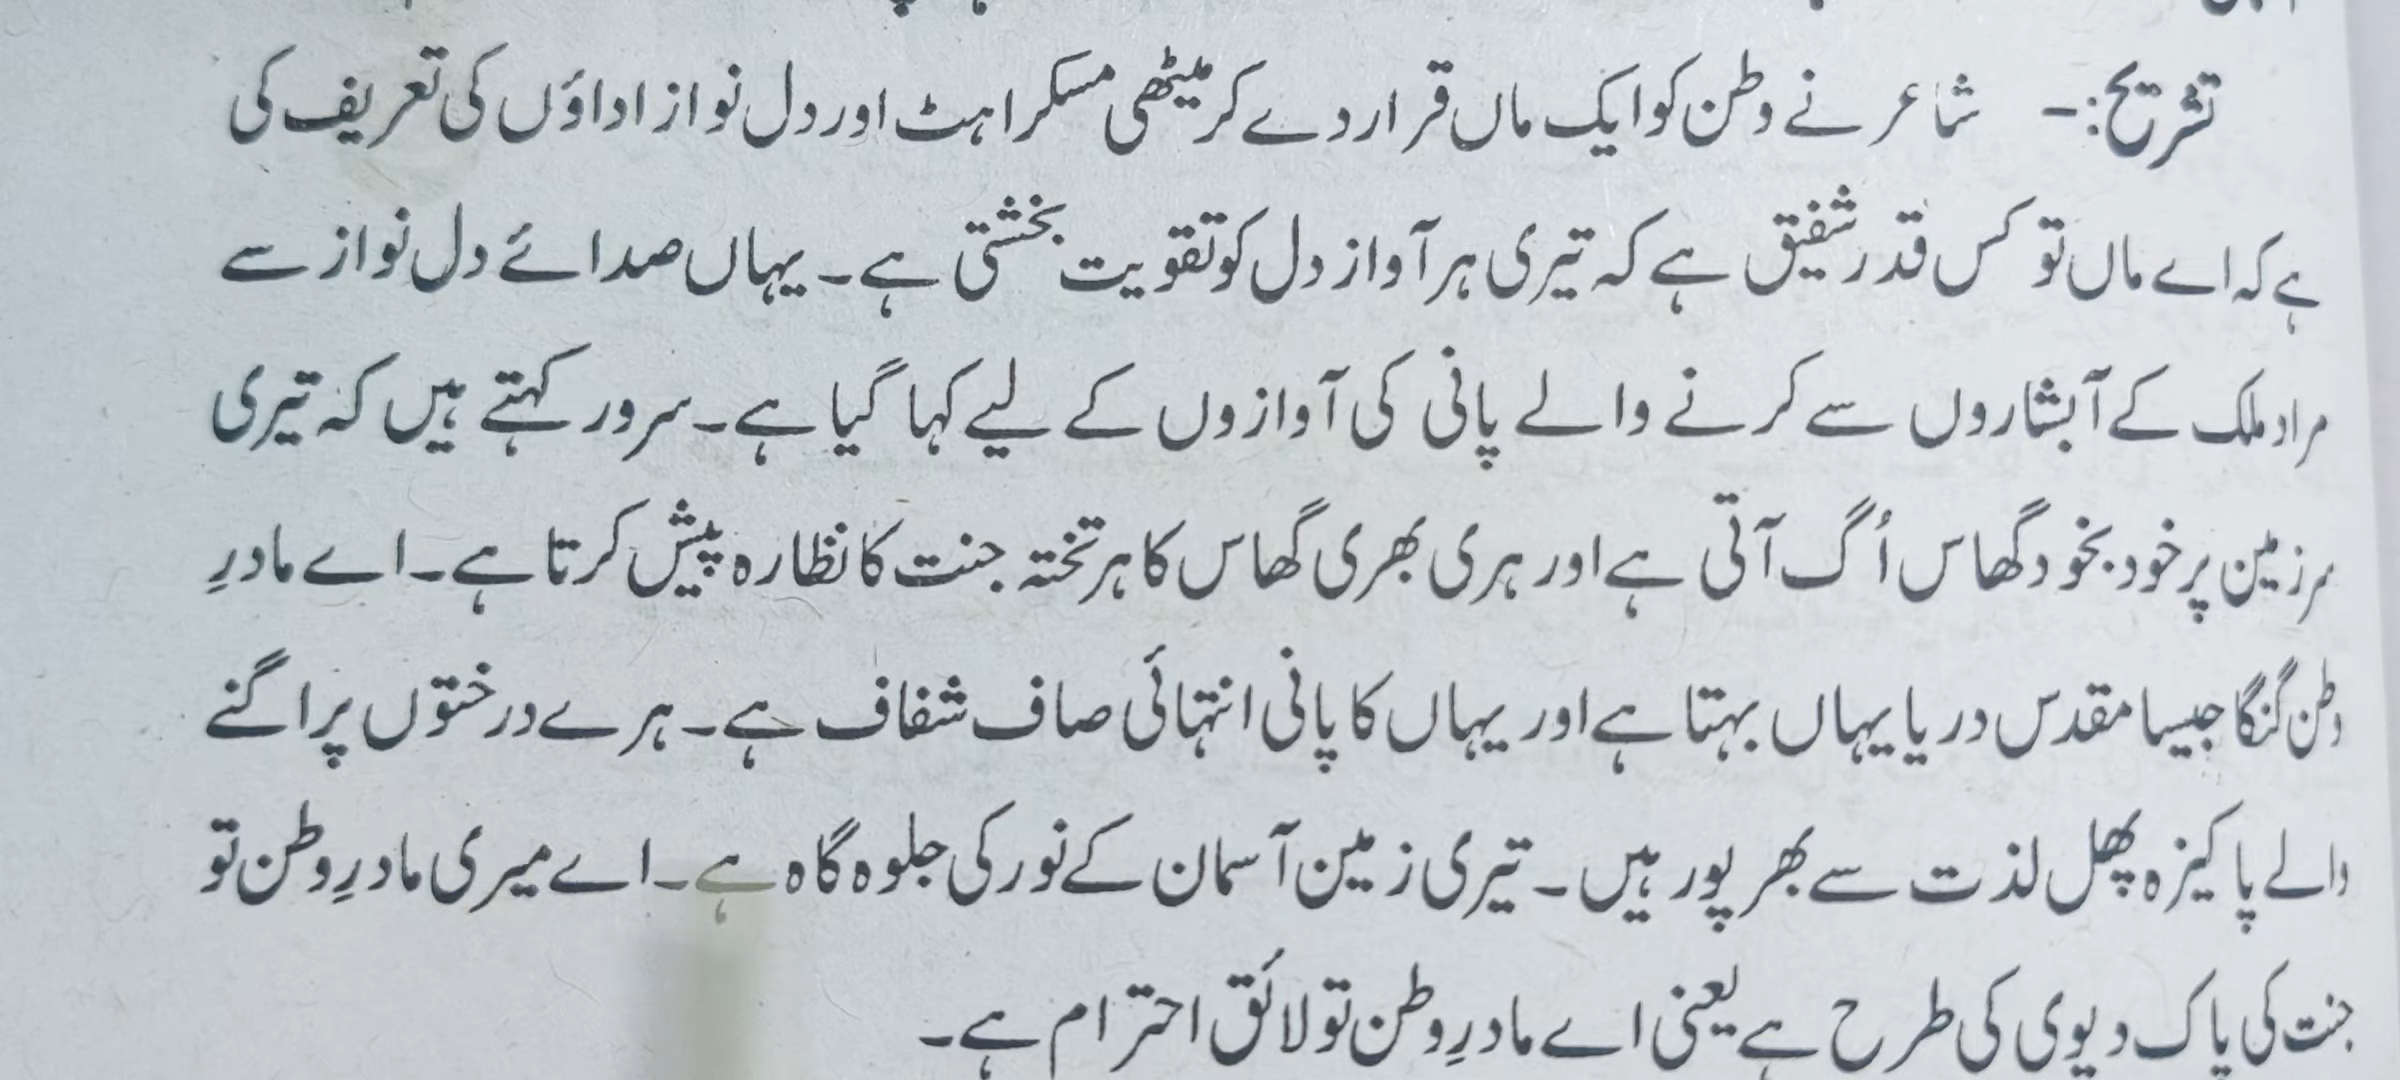 تشریح:- شاعر نے وطن کو ایک ماں قرار دے کر میٹھی مسکراہٹ اور دل نواز اداؤں کی تعریف کی
ہے کہ اے ماں تو کس قدر شفیق ہے کہ تیری ہر آواز دل کو تقویت بخشتی ہے۔ یہاں صدائے دل نواز سے
مراد ملک کے آبشاروں سے کرنے والے پانی کی آوازوں کے لیے کہا گیا ہے۔ سرور کہتے ہیں کہ تیری
سرزمین پر خود بخود گھاس اُگ آتی ہے اور ہری بھری گھاس کا ہر تختہ جنت کا نظارہ پیش کرتا ہے۔ اے مادرِ
وطن گنگا جیسا مقدس دریا یہاں بہتا ہے اور یہاں کا پانی انتہائی صاف شفاف ہے۔ ہرے درختوں پر اگنے
والے پاکیزہ پھل لذت سے بھرپور ہیں۔ تیری زمین آسمان کے نور کی جلوہ گاہ ہے۔ اے میری مادرِ وطن تو
جنت کی پاک دیوی کی طرح ہے یعنی اے مادرِ وطن تو لائق احترام ہے۔